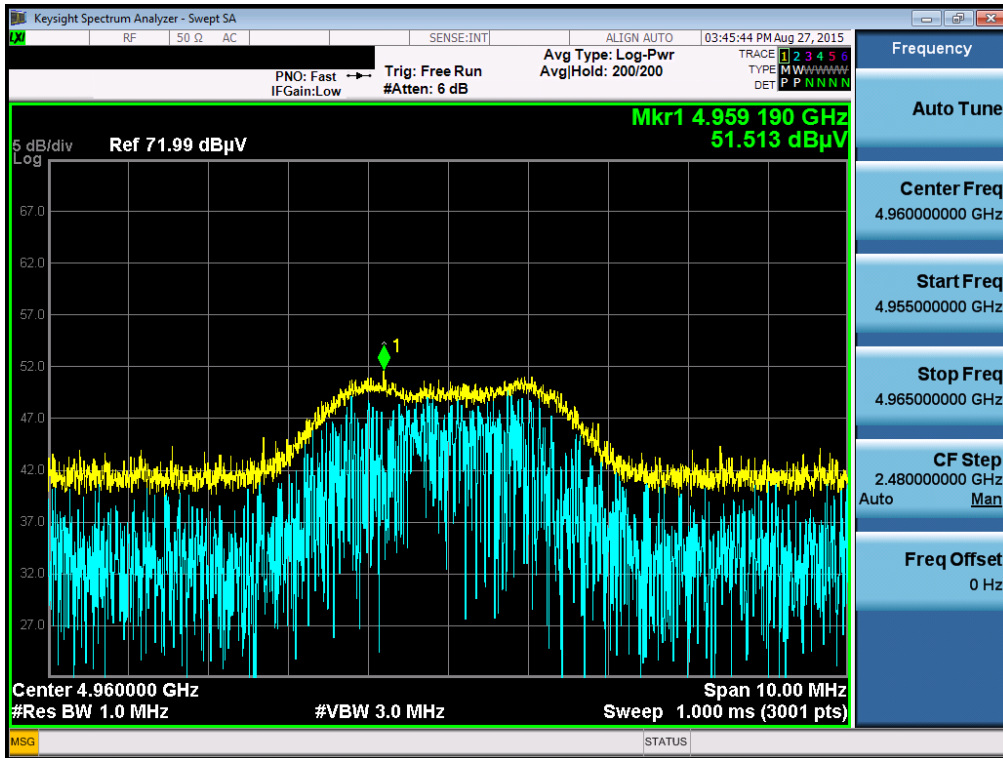 Keysight Spectrum Analyzer - Swept SA
LXI RF 50 Ω AC SENSE:INT ALIGN AUTO 03:45:44 PM Aug 27, 2015
PNO: Fast Trig: Free Run Avg Type: Log-Pwr TRACE 1 2 3 4 5 6
IFGain:Low #Atten: 6 dB Avg|Hold: 200/200 TYPE M W W W W W
DET P P N N N N
Mkr1 4.959 190 GHz
51.513 dBµV
5 dB/div Ref 71.99 dBµV
Log
67.0
62.0
57.0
52.0
47.0
42.0
37.0
32.0
27.0
1
Center 4.960000 GHz Span 10.00 MHz
#Res BW 1.0 MHz #VBW 3.0 MHz Sweep 1.000 ms (3001 pts)
MSG STATUS
Frequency
Auto Tune
Center Freq
4.960000000 GHz
Start Freq
4.955000000 GHz
Stop Freq
4.965000000 GHz
CF Step
2.480000000 GHz
Auto Man
Freq Offset
0 Hz